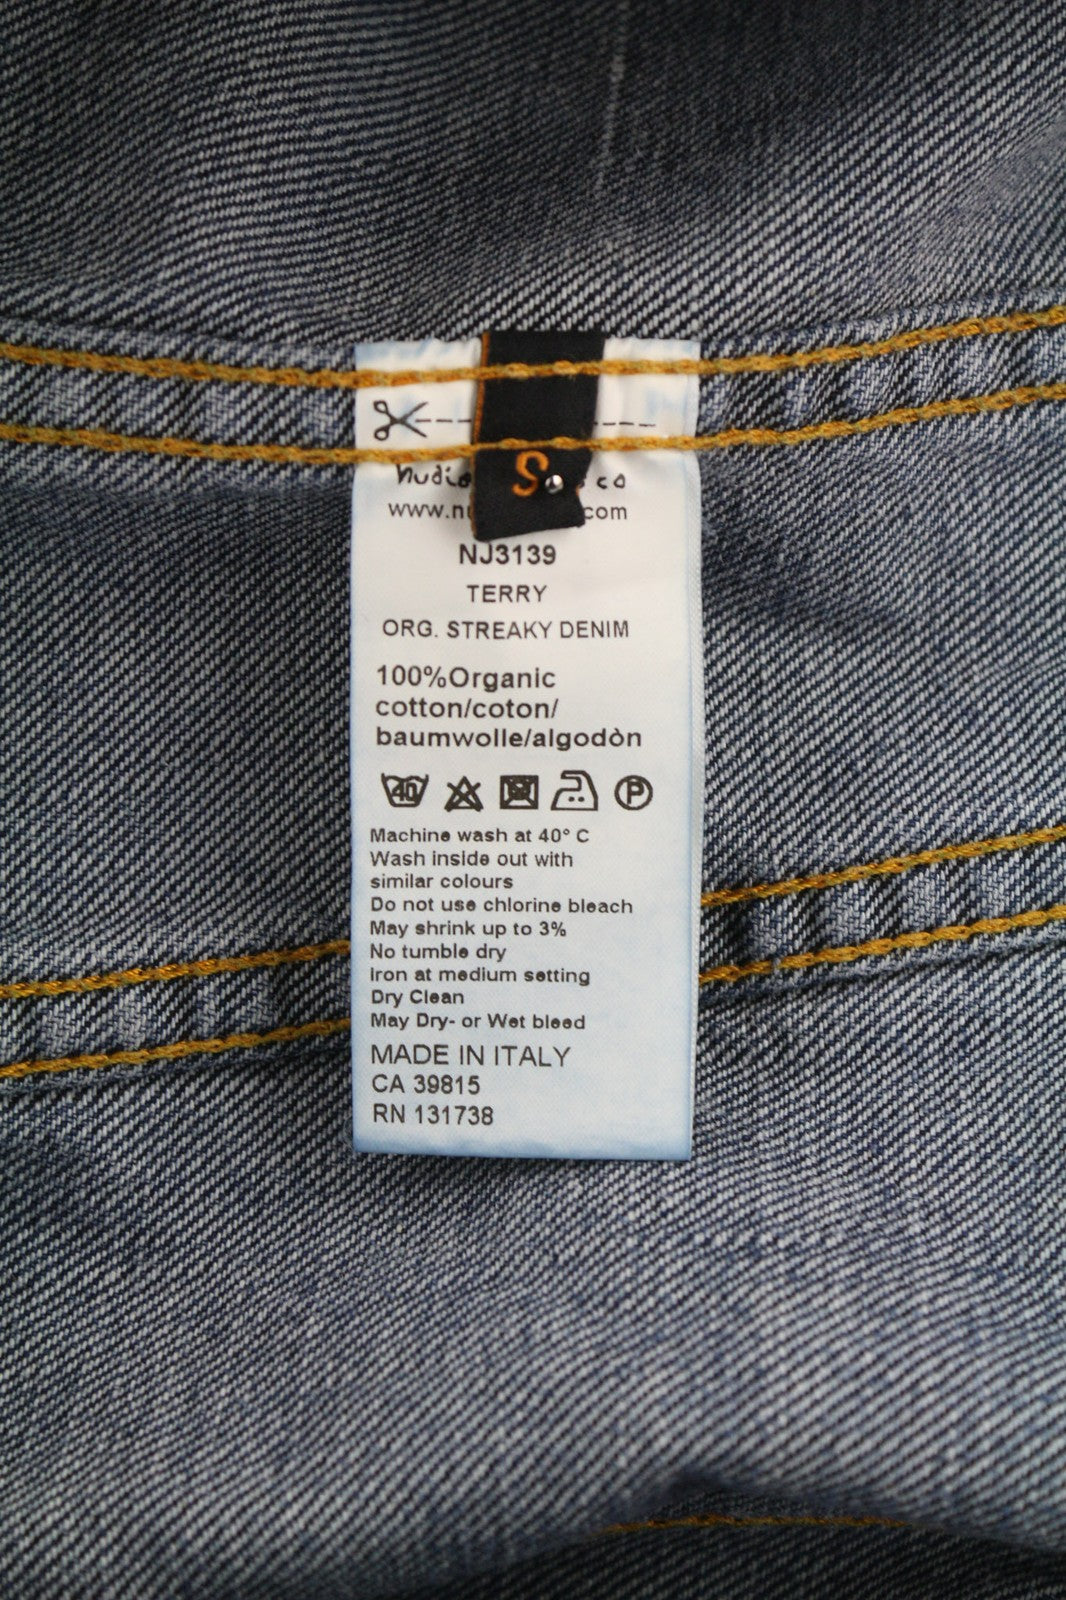 S.
www.nu com
NJ3139
TERRY
ORG. STREAKY DENIM
100%Organic
cotton/coton/
baumwolle/algodòn
40 P
Machine wash at 40° C
Wash inside out with
similar colours
Do not use chlorine bleach
May shrink up to 3%
No tumble dry
Iron at medium setting
Dry Clean
May Dry- or Wet bleed
MADE IN ITALY
CA 39815
RN 131738